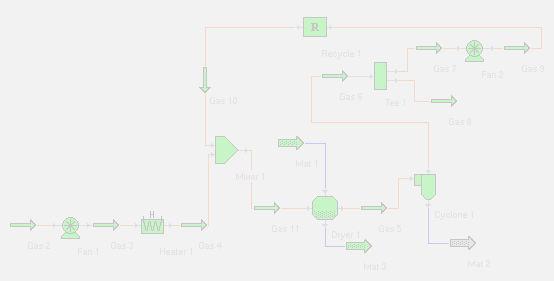 R
Recycle 1
Gas 7
Fan 2
Gas 9
Gas 10
Gas 6
Tee 1
Gas 8
Mixer 1
Mat 1
H
Gas 2
Fan 1
Gas 3
Heater 1
Gas 4
Gas 11
Dryer 1
Gas 5
Cyclone 1
Mat 3
Mat 2